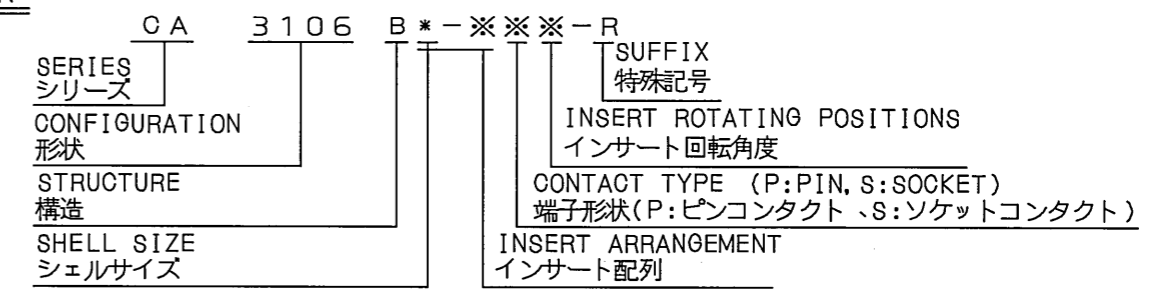 CA 3106 B*-※※※-R
SUFFIX
特殊記号
SERIES
シリーズ
INSERT ROTATING POSITIONS
インサート回転角度
CONFIGURATION
形状
CONTACT TYPE (P:PIN, S:SOCKET)
端子形状(P:ピンコンタクト、S:ソケットコンタクト)
STRUCTURE
構造
INSERT ARRANGEMENT
インサート配列
SHELL SIZE
シェルサイズ